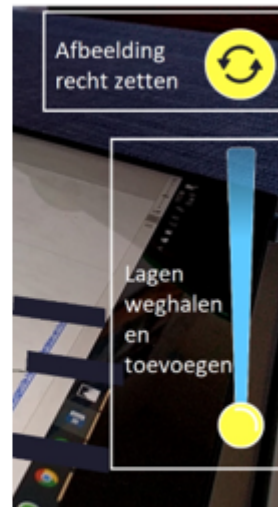 Afbeelding
recht zetten
Lagen
weghalen
en
toevoegen